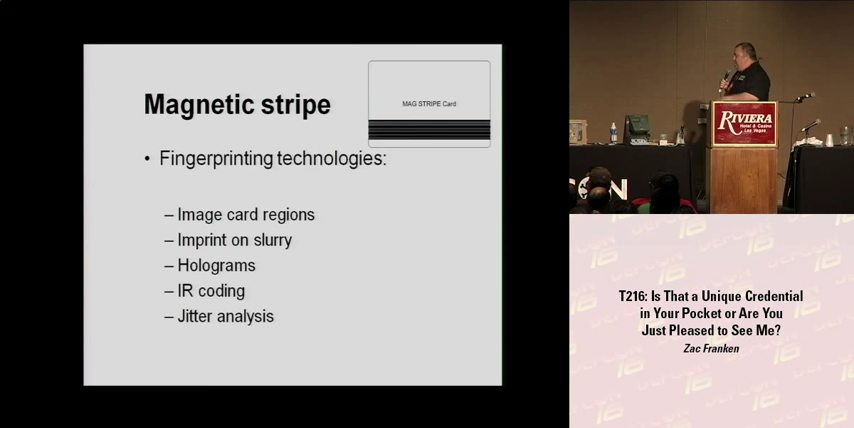 Magnetic stripe
MAG STRIPE Card
• Fingerprinting technologies:
– Image card regions
– Imprint on slurry
– Holograms
– IR coding
– Jitter analysis
RIVIERA
Hotel & Casino
Las Vegas
T216: Is That a Unique Credential
in Your Pocket or Are You
Just Pleased to See Me?
Zac Franken